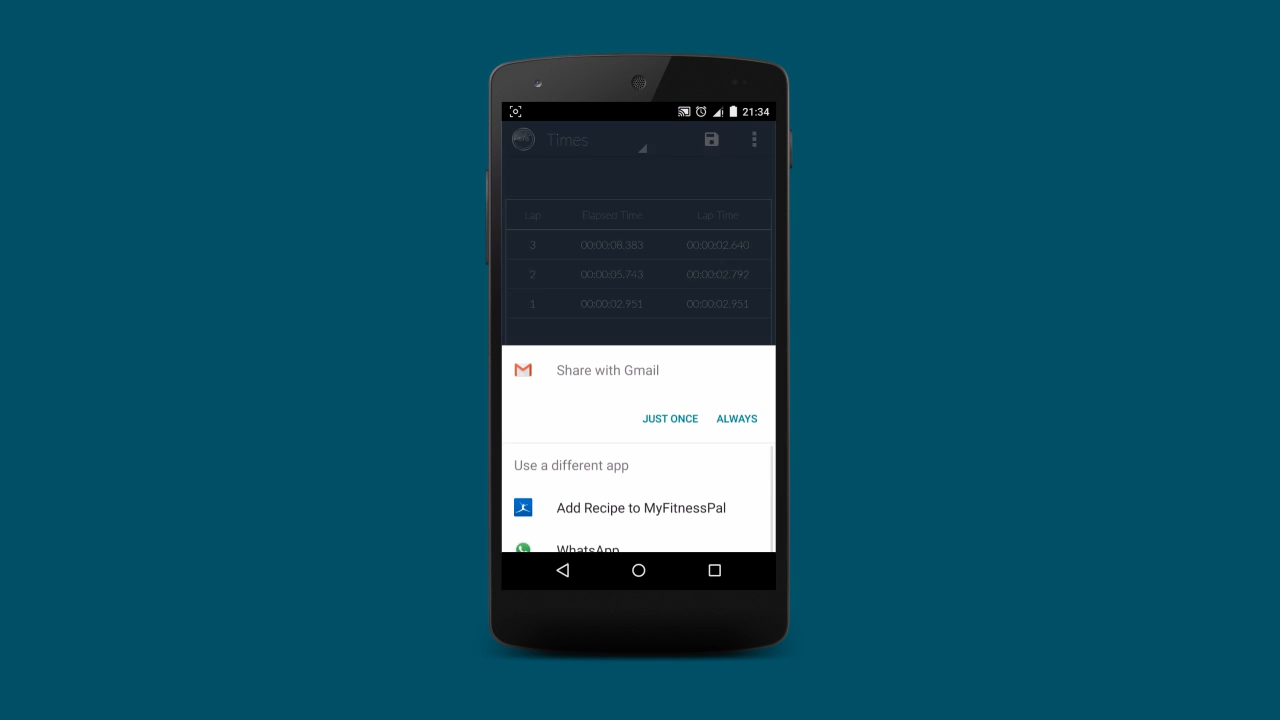 21:34
Times
Lap Elapsed Time Lap Time
3 00:00:08.383 00:00:02.640
2 00:00:05.743 00:00:02.792
1 00:00:02.951 00:00:02.951
Share with Gmail
JUST ONCE ALWAYS
Use a different app
Add Recipe to MyFitnessPal
WhatsApp